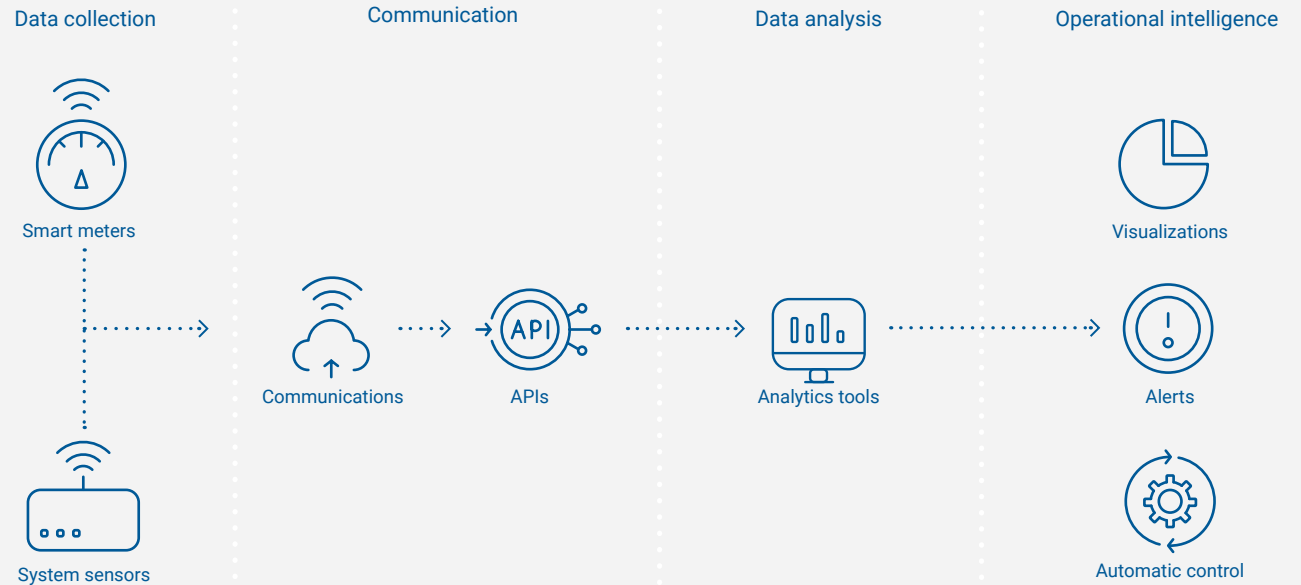 Data collection
Communication
Data analysis
Operational intelligence
Smart meters
System sensors
Communications
API
APIs
Analytics tools
Visualizations
Alerts
Automatic control